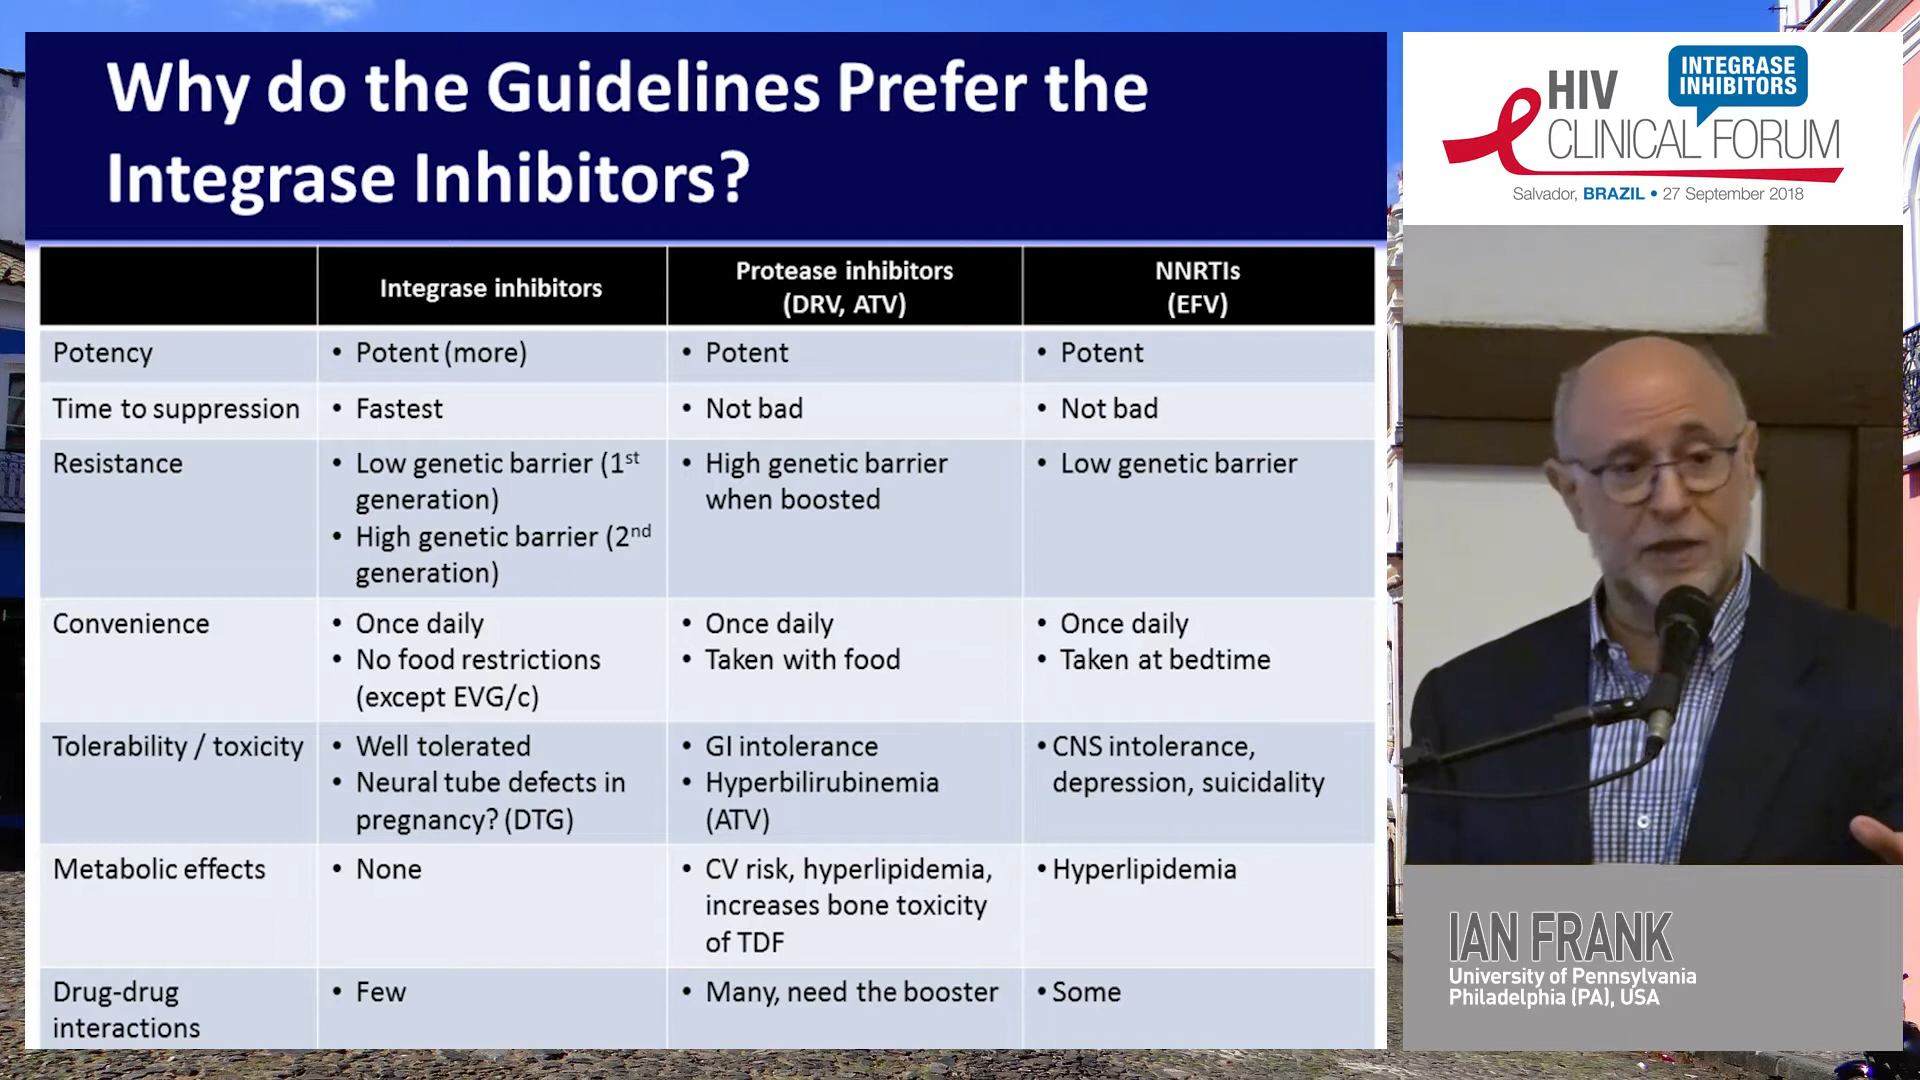 Why do the Guidelines Prefer the
Integrase Inhibitors?
Integrase inhibitors
Protease inhibitors
(DRV, ATV)
NNRTIs
(EFV)
Potency
• Potent (more)
• Potent
• Potent
Time to suppression
• Fastest
• Not bad
• Not bad
Resistance
• Low genetic barrier (1st
generation)
• High genetic barrier (2nd
generation)
• High genetic barrier
when boosted
• Low genetic barrier
Convenience
• Once daily
• No food restrictions
(except EVG/c)
• Once daily
• Taken with food
• Once daily
• Taken at bedtime
Tolerability / toxicity
• Well tolerated
• Neural tube defects in
pregnancy? (DTG)
• GI intolerance
• Hyperbilirubinemia
(ATV)
• CNS intolerance,
depression, suicidality
Metabolic effects
• None
• CV risk, hyperlipidemia,
increases bone toxicity
of TDF
• Hyperlipidemia
Drug-drug
interactions
• Few
• Many, need the booster
• Some
INTEGRASE
INHIBITORS
HIV
CLINICAL FORUM
Salvador, BRAZIL • 27 September 2018
IAN FRANK
University of Pennsylvania
Philadelphia (PA), USA